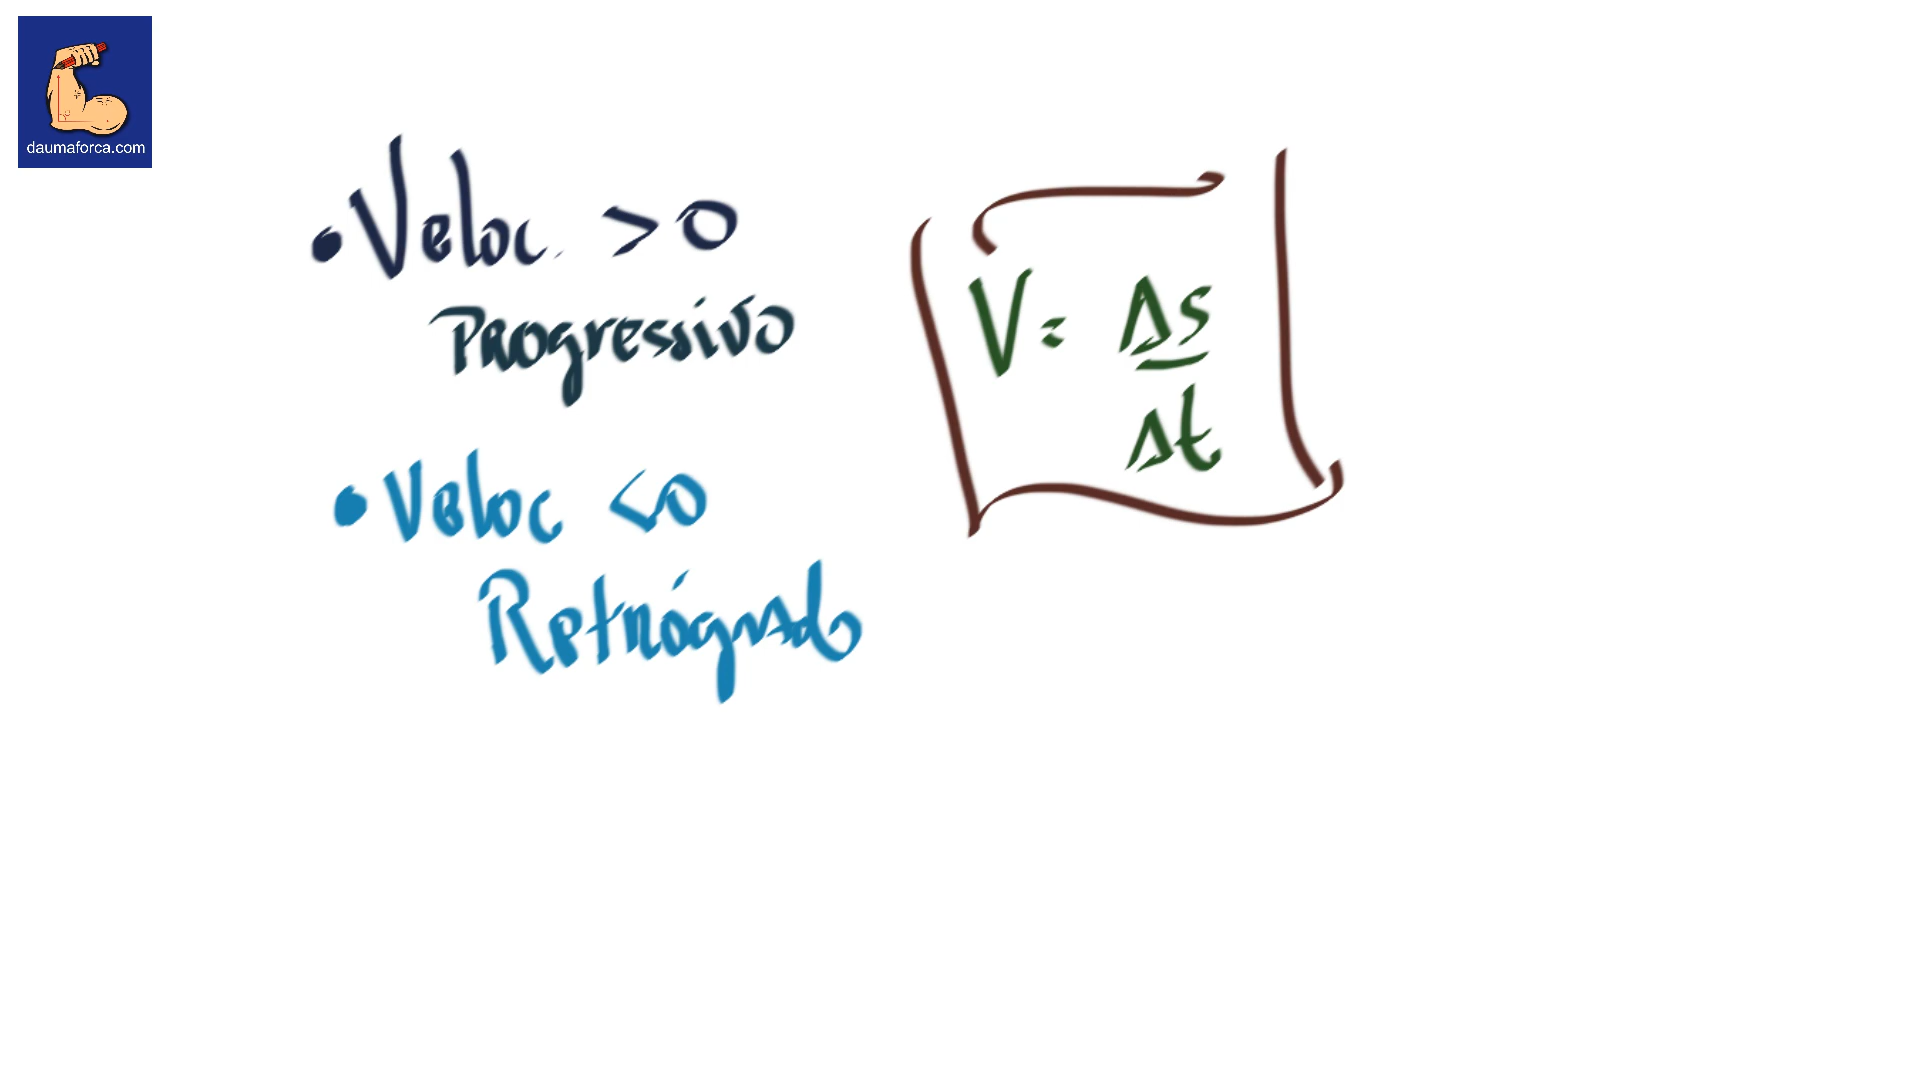 daumaforca.com
• Veloc. > 0
Progressivo
• Veloc < 0
Retrógrado
V = Δs
Δt